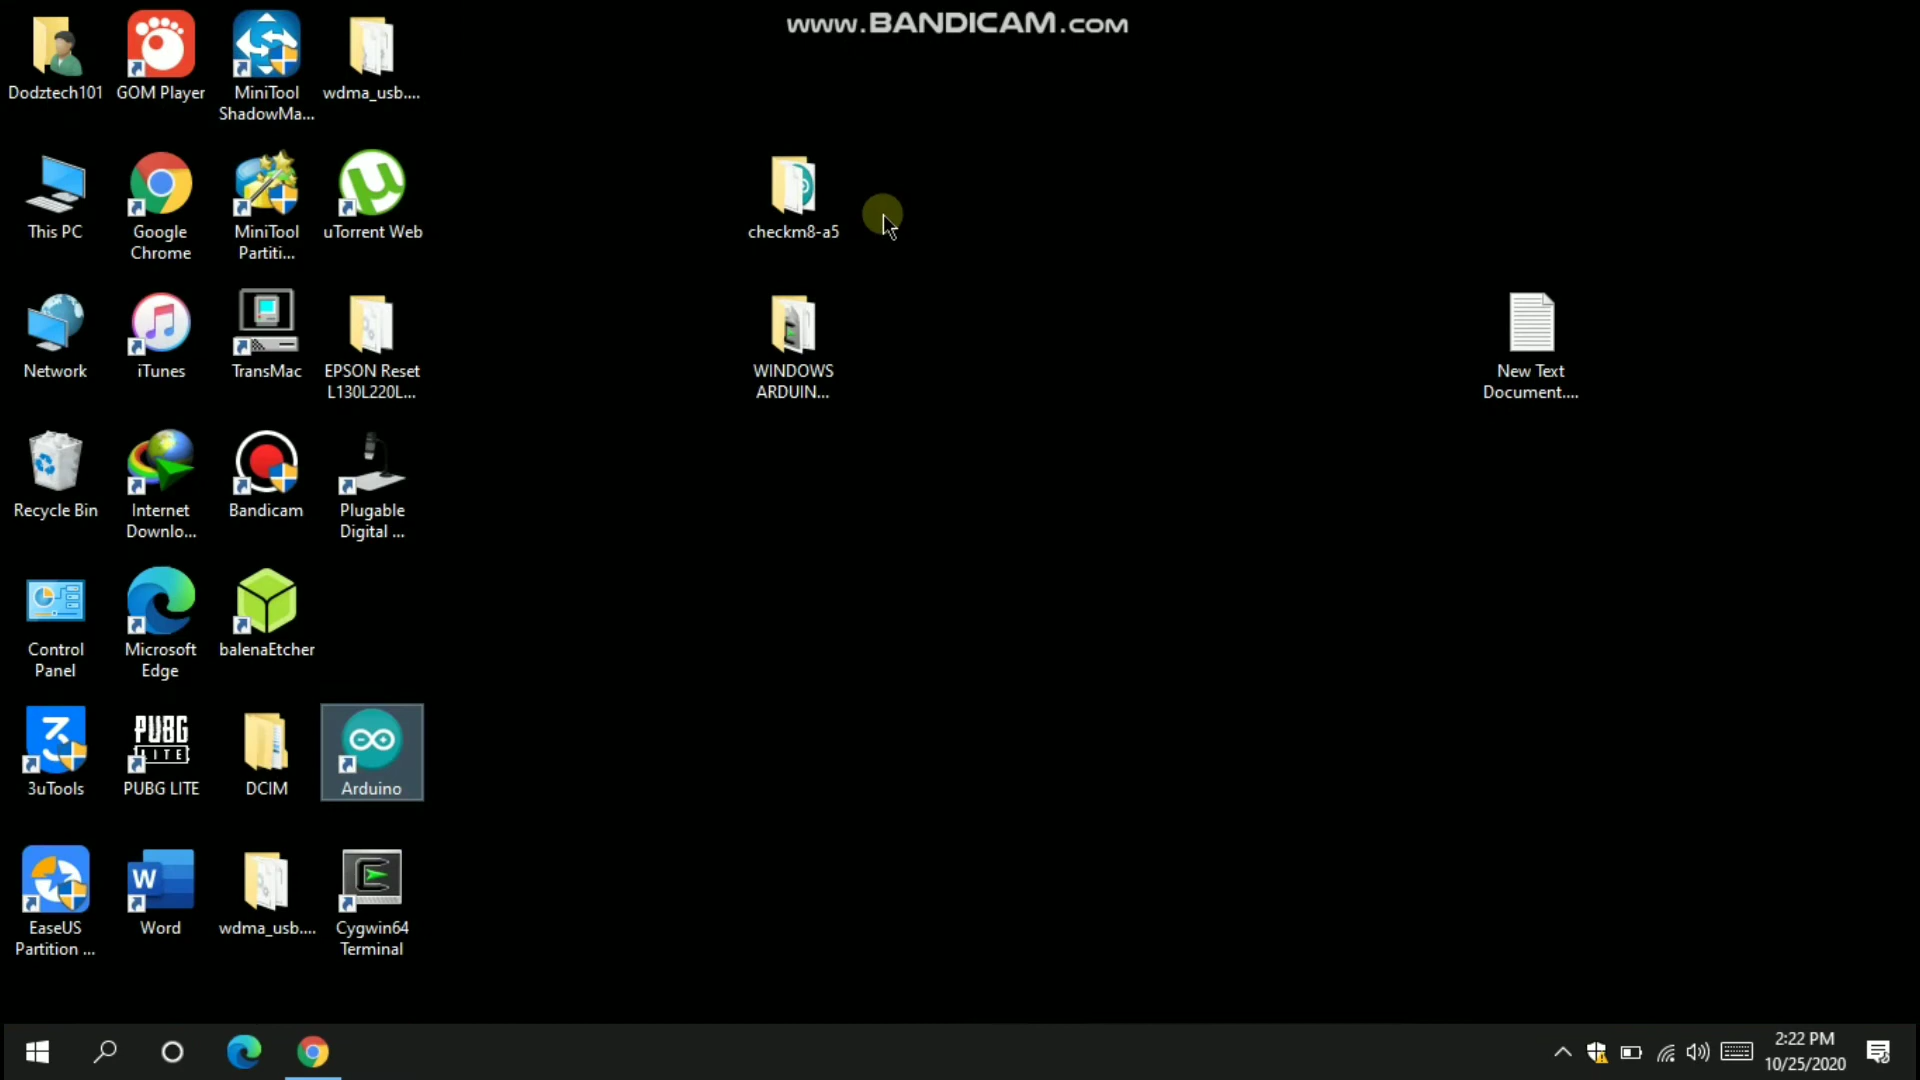 www.BANDICAM.com
Dodztech101
GOM Player
MiniTool
ShadowMa...
wdma_usb....
This PC
Google
Chrome
MiniTool
Partiti...
uTorrent Web
checkm8-a5
Network
iTunes
TransMac
EPSON Reset
L130L220L...
WINDOWS
ARDUIN...
New Text
Document....
Recycle Bin
Internet
Downlo...
Bandicam
Plugable
Digital ...
Control
Panel
Microsoft
Edge
balenaEtcher
3uTools
PUBG
LITE
PUBG LITE
DCIM
Arduino
EaseUS
Partition ...
W
Word
wdma_usb....
Cygwin64
Terminal
2:22 PM
10/25/2020